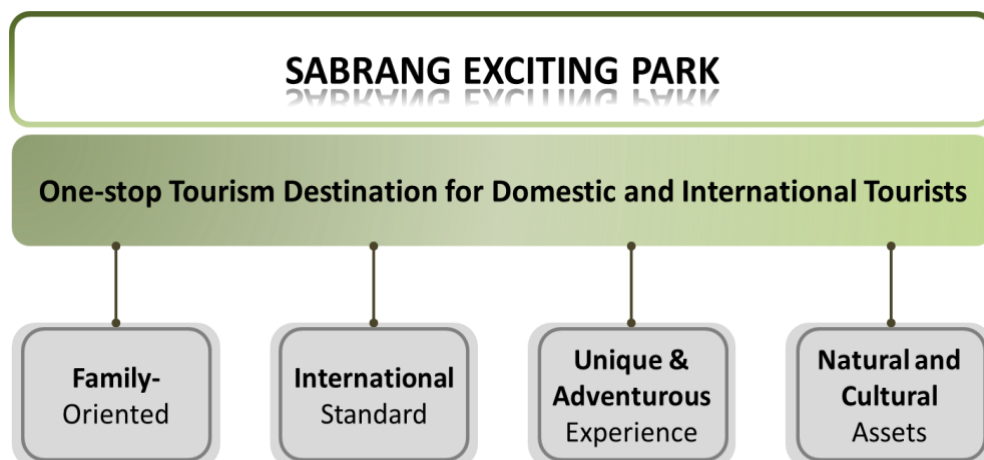 SABRANG EXCITING PARK
One-stop Tourism Destination for Domestic and International Tourists
Family-
Oriented
International
Standard
Unique &
Adventurous
Experience
Natural and
Cultural
Assets